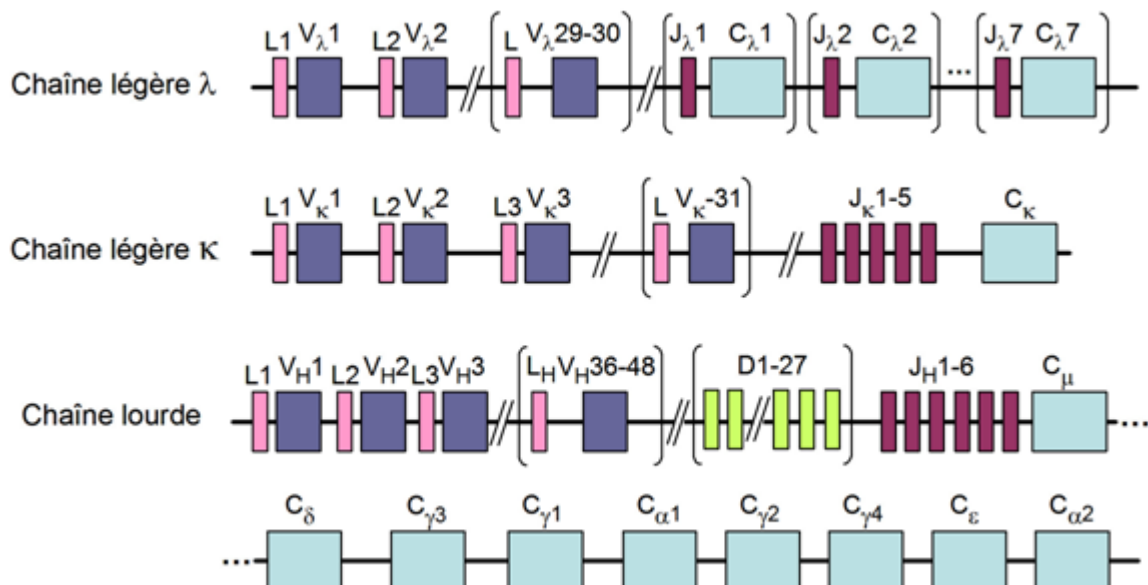 L1 Vλ1 L2 Vλ2 L Vλ29-30 Jλ1 Cλ1 Jλ2 Cλ2 ... Jλ7 Cλ7
Chaîne légère λ
L1 Vκ1 L2 Vκ2 L3 Vκ3 L Vκ-31 Jκ1-5 Cκ
Chaîne légère κ
L1 VH1 L2 VH2 L3 VH3 LHVH36-48 D1-27 JH1-6 Cμ
Chaîne lourde ...
Cδ Cγ3 Cγ1 Cα1 Cγ2 Cγ4 Cε Cα2
...